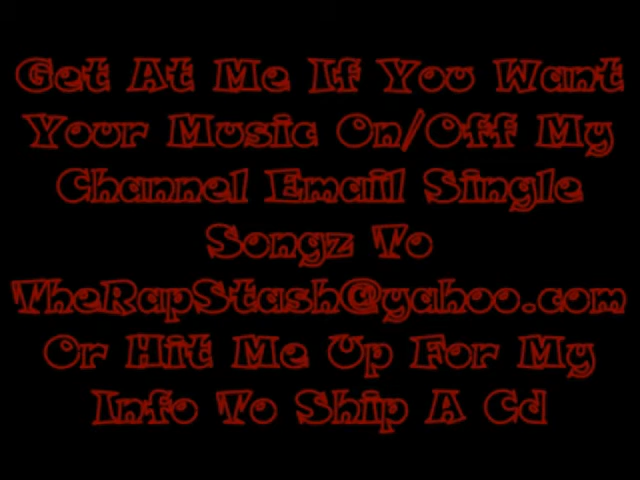 Get At Me If You Want
Your Music On/Off My
Channel Email Single
Songz To
TheRapStash@yahoo.com
Or Hit Me Up For My
Info To Ship A Cd